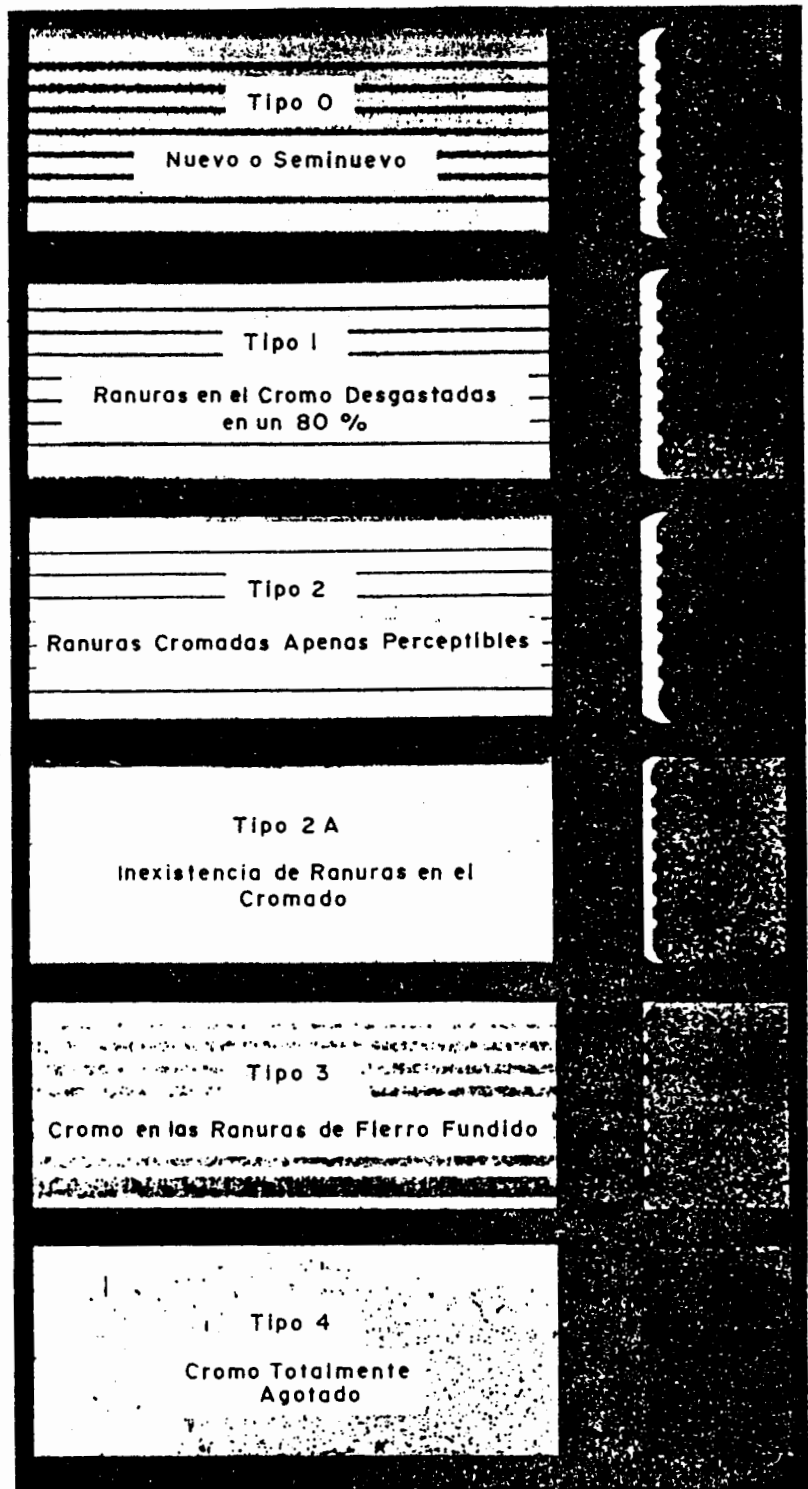 Tipo 0
Nuevo o Seminuevo
Tipo 1
Ranuras en el Cromo Desgastadas
en un 80 %
Tipo 2
Ranuras Cromadas Apenas Perceptibles
Tipo 2 A
Inexistencia de Ranuras en el
Cromado
Tipo 3
Cromo en las Ranuras de Fierro Fundido
Tipo 4
Cromo Totalmente
Agotado